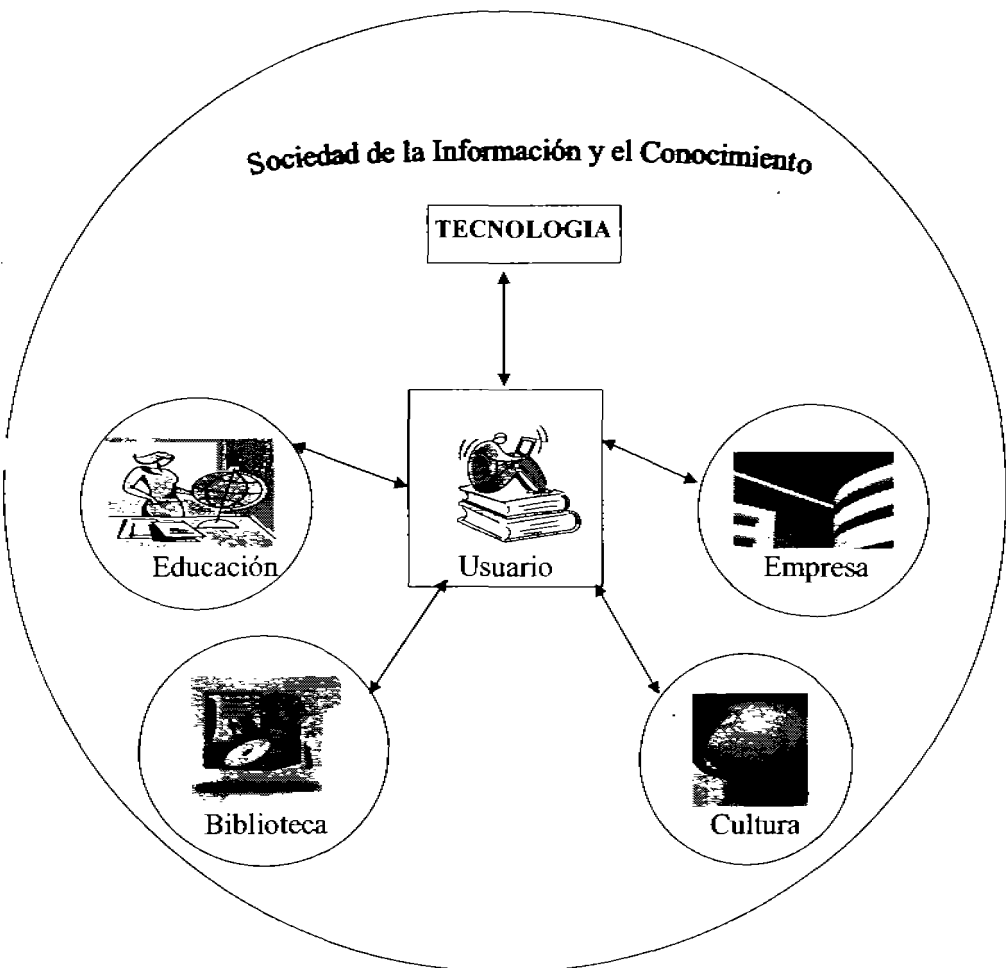 Sociedad de la Información y el Conocimiento
TECNOLOGIA
Educación
Usuario
Empresa
Biblioteca
Cultura